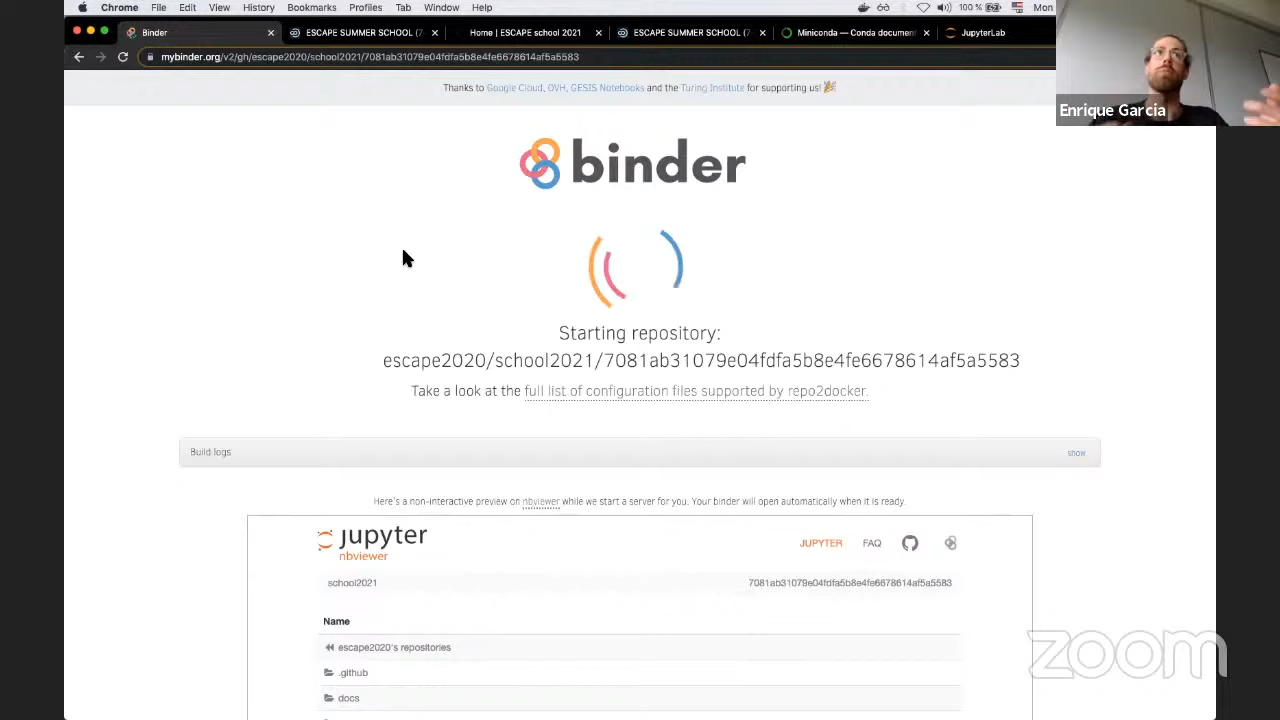 Chrome File Edit View History Bookmarks Profiles Tab Window Help 100 % Mon
Binder ESCAPE SUMMER SCHOOL (7 Home | ESCAPE school 2021 ESCAPE SUMMER SCHOOL (7 Miniconda — Conda document JupyterLab
mybinder.org/v2/gh/escape2020/school2021/7081ab31079e04fdfa5b8e4fe6678614af5a5583
Thanks to Google Cloud, OVH, GESIS Notebooks and the Turing Institute for supporting us!
Enrique Garcia
binder
Starting repository:
escape2020/school2021/7081ab31079e04fdfa5b8e4fe6678614af5a5583
Take a look at the full list of configuration files supported by repo2docker.
Build logs show
Here's a non-interactive preview on nbviewer while we start a server for you. Your binder will open automatically when it is ready.
jupyter
nbviewer
JUPYTER FAQ
school2021 7081ab31079e04fdfa5b8e4fe6678614af5a5583
Name
escape2020's repositories
.github
docs
zoom